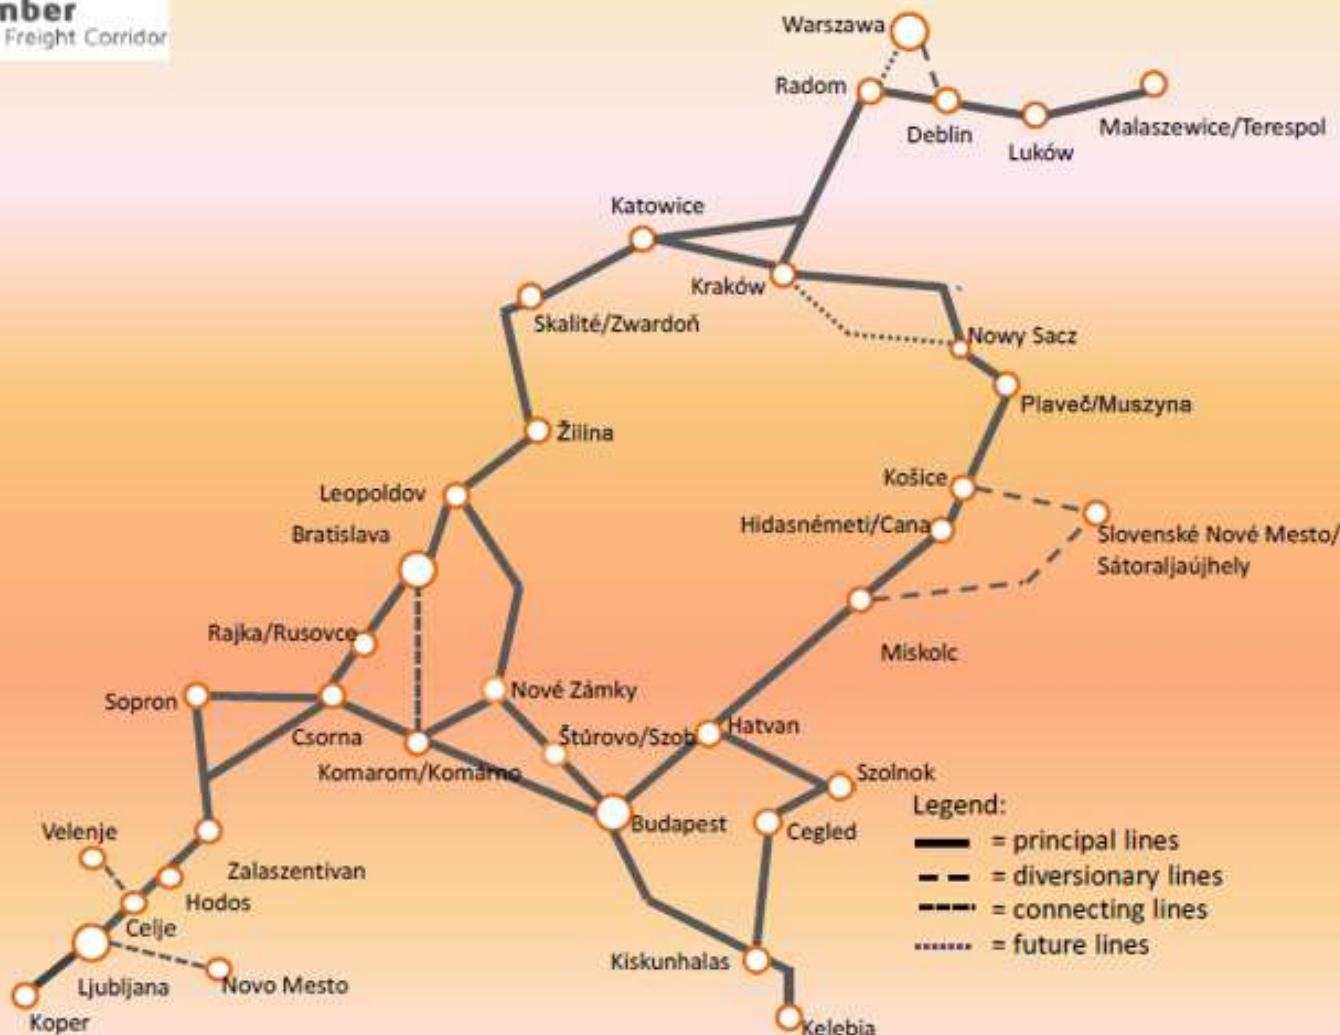 Freight Corridor
Warszawa
Radom
Deblin
Luków
Malaszewice/Terespol
Katowice
Kraków
Skalité/Zwardoň
Nowy Sacz
Plaveč/Muszyna
Žilina
Leopoldov
Košice
Bratislava
Hidasnémeti/Cana
Slovenské Nové Mesto/
Sátoraljaújhely
Rajka/Rusovce
Miskolc
Sopron
Nové Zámky
Csorna
Štúrovo/Szob
Hatvan
Komarom/Komárno
Szolnok
Velenje
Budapest
Cegled
Zalaszentivan
Hodos
Celje
Ljubljana
Novo Mesto
Kiskunhalas
Koper
Kelebia
Legend:
= principal lines
= diversionary lines
= connecting lines
= future lines